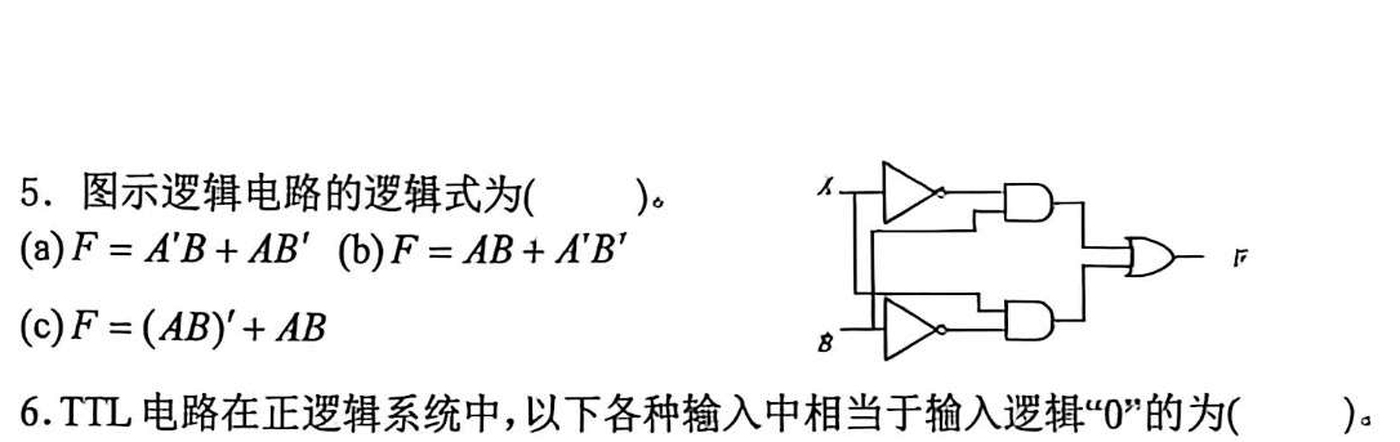 5. 图示逻辑电路的逻辑式为(    )。
(a) F = A'B + AB' (b) F = AB + A'B'
(c) F = (AB)' + AB
A
B
F
6.TTL 电路在正逻辑系统中,以下各种输入中相当于输入逻辑“0”的为(    )。